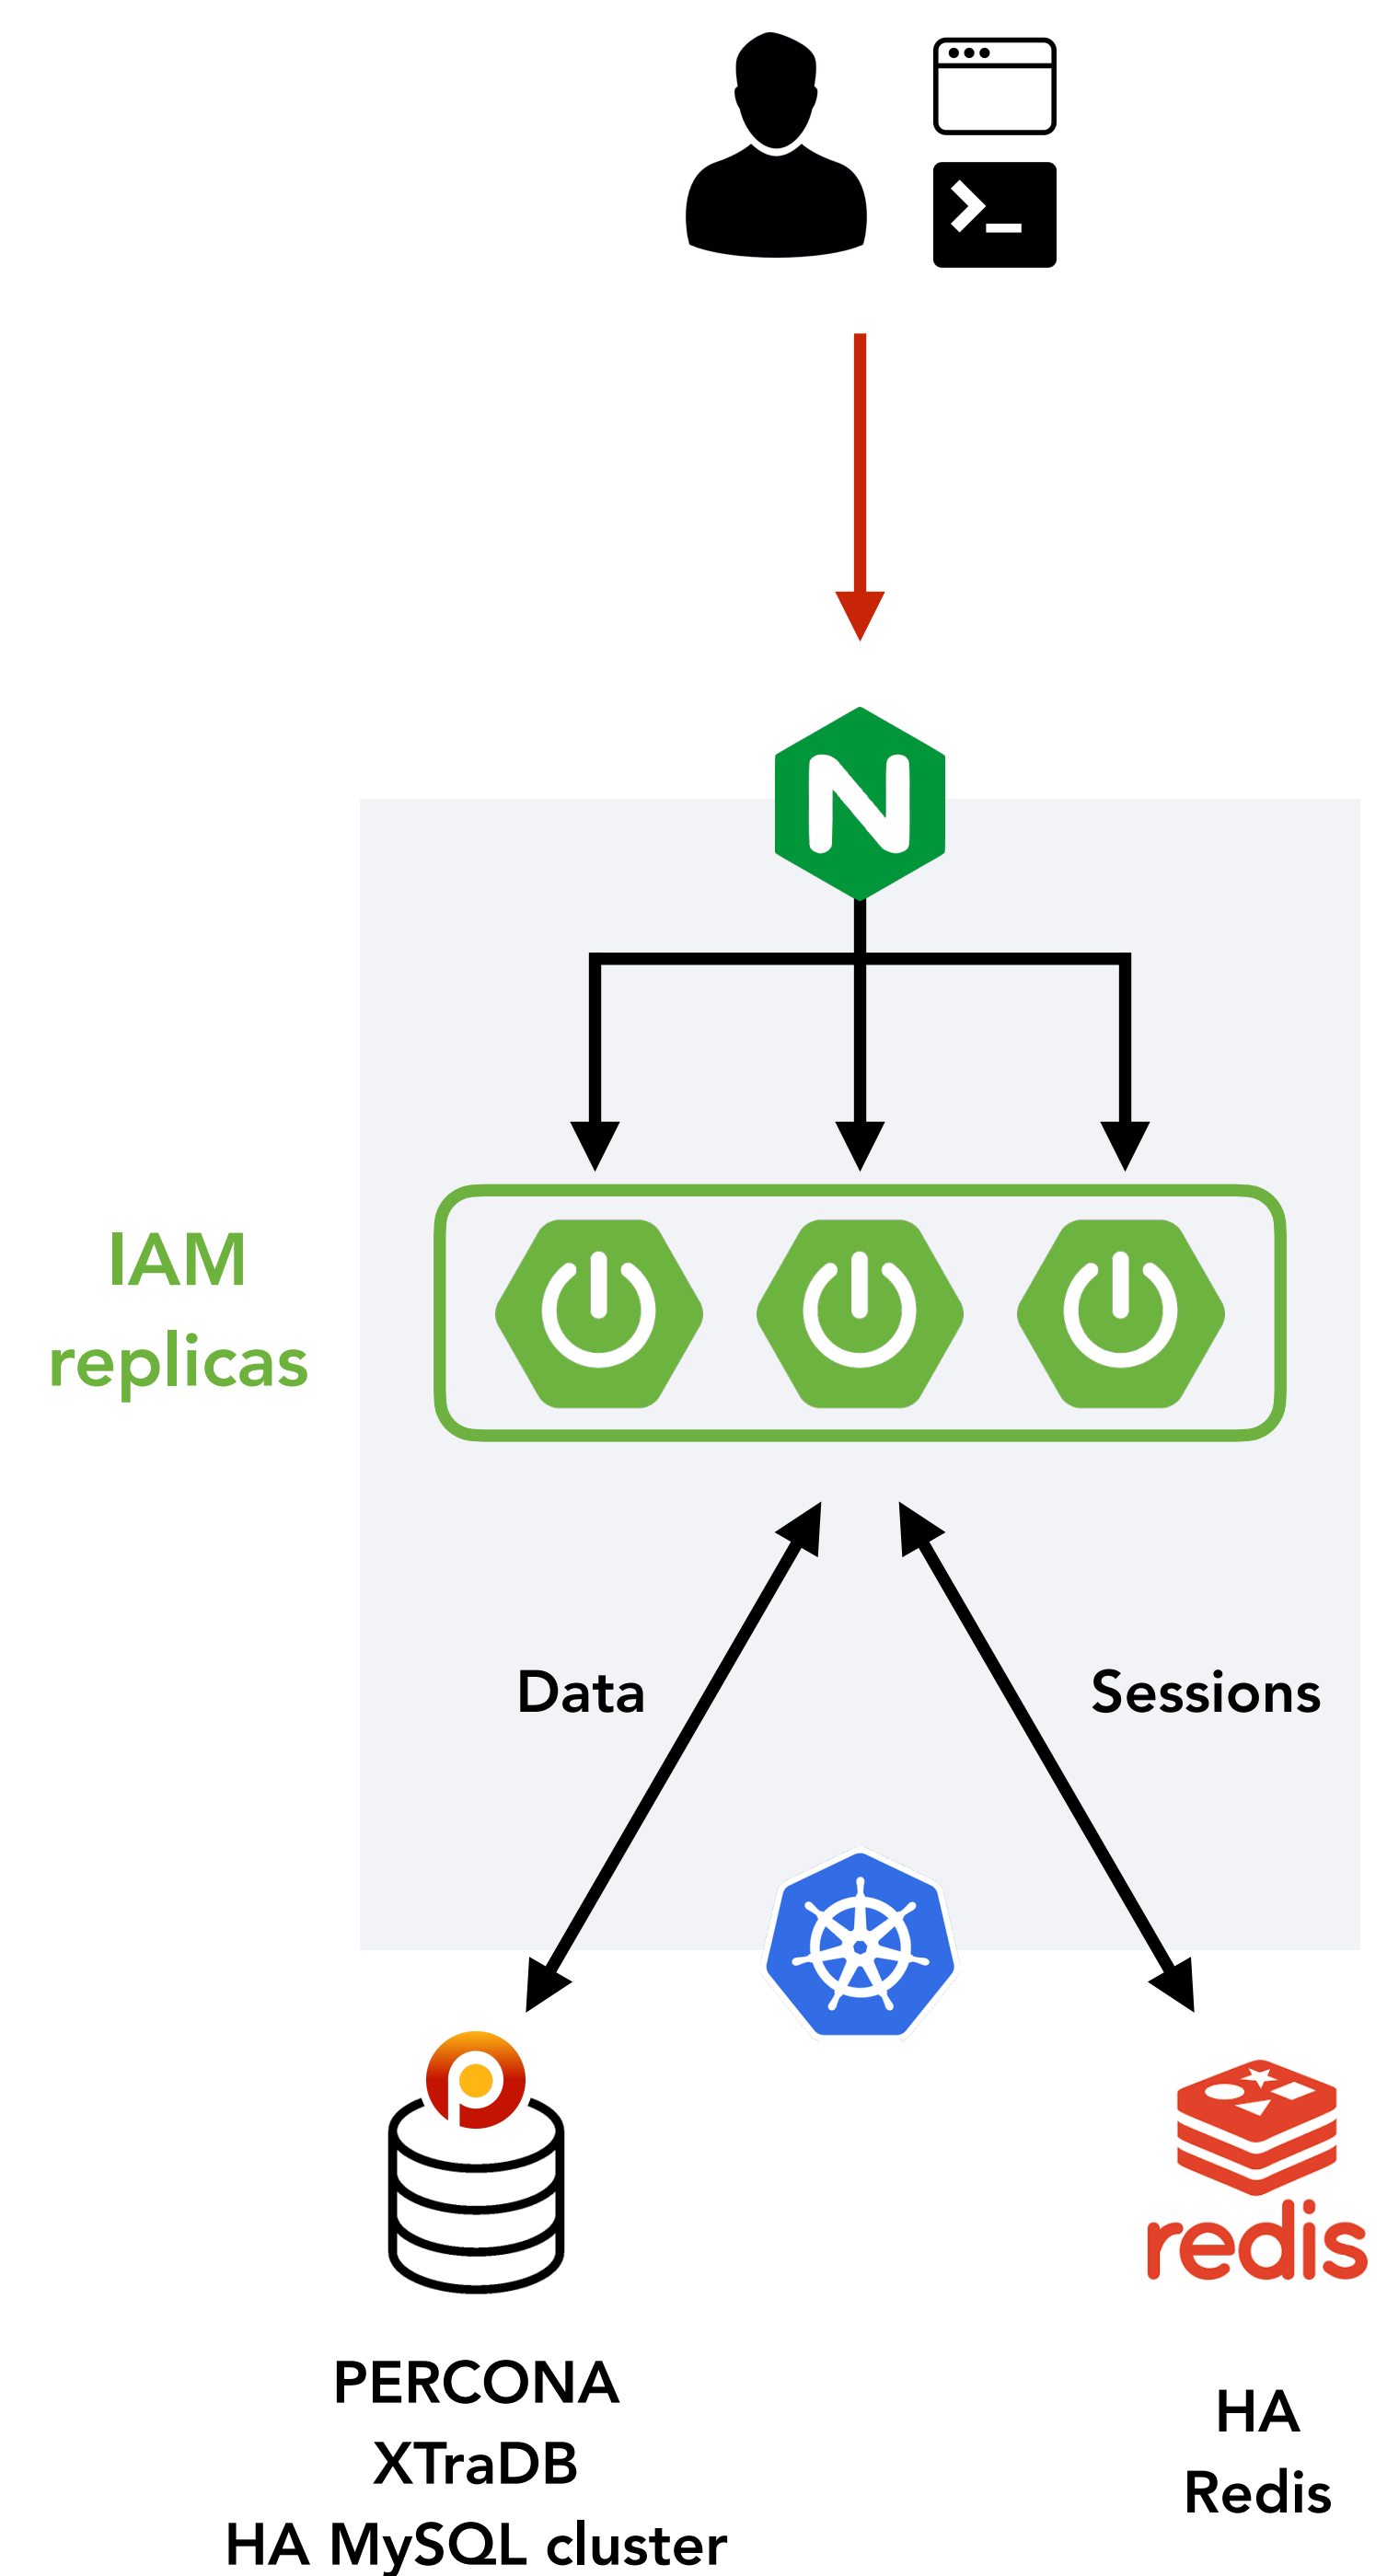 N
IAM
replicas
Data
Sessions
redis
PERCONA
XTraDB
HA MySQL cluster
HA
Redis